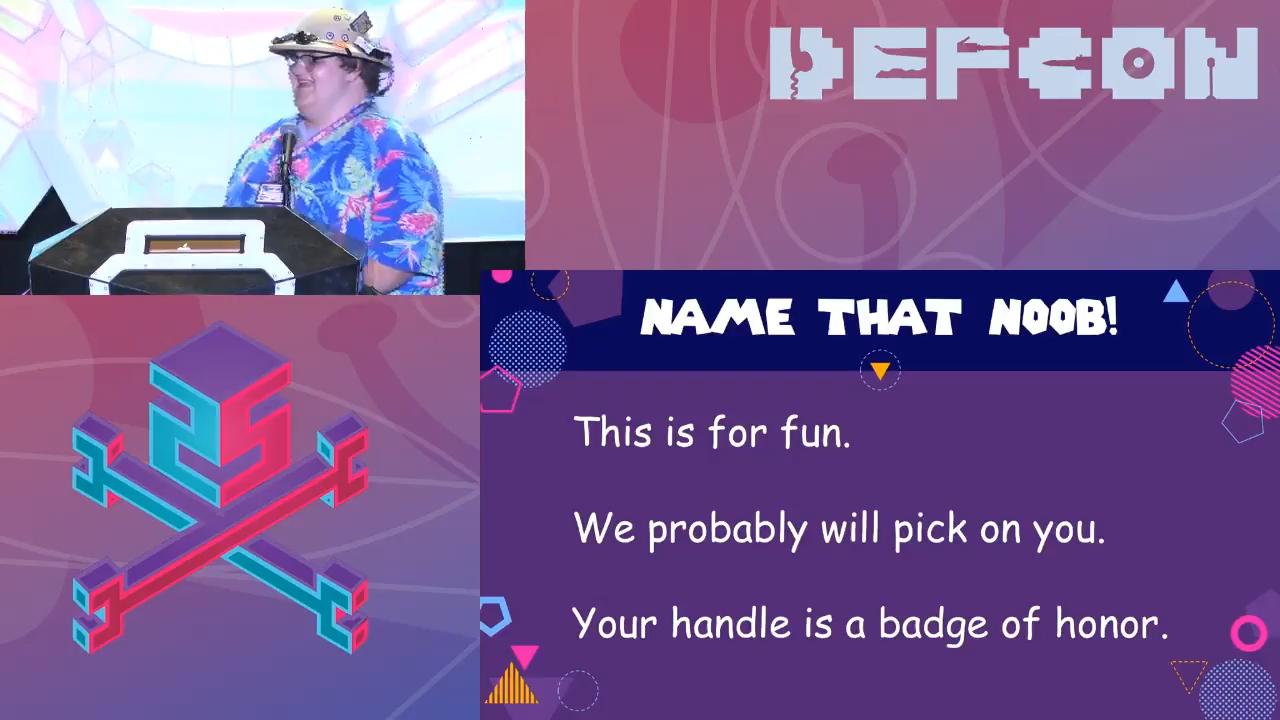 DEFCON
NAME THAT NOOB!
This is for fun.
We probably will pick on you.
Your handle is a badge of honor.
25